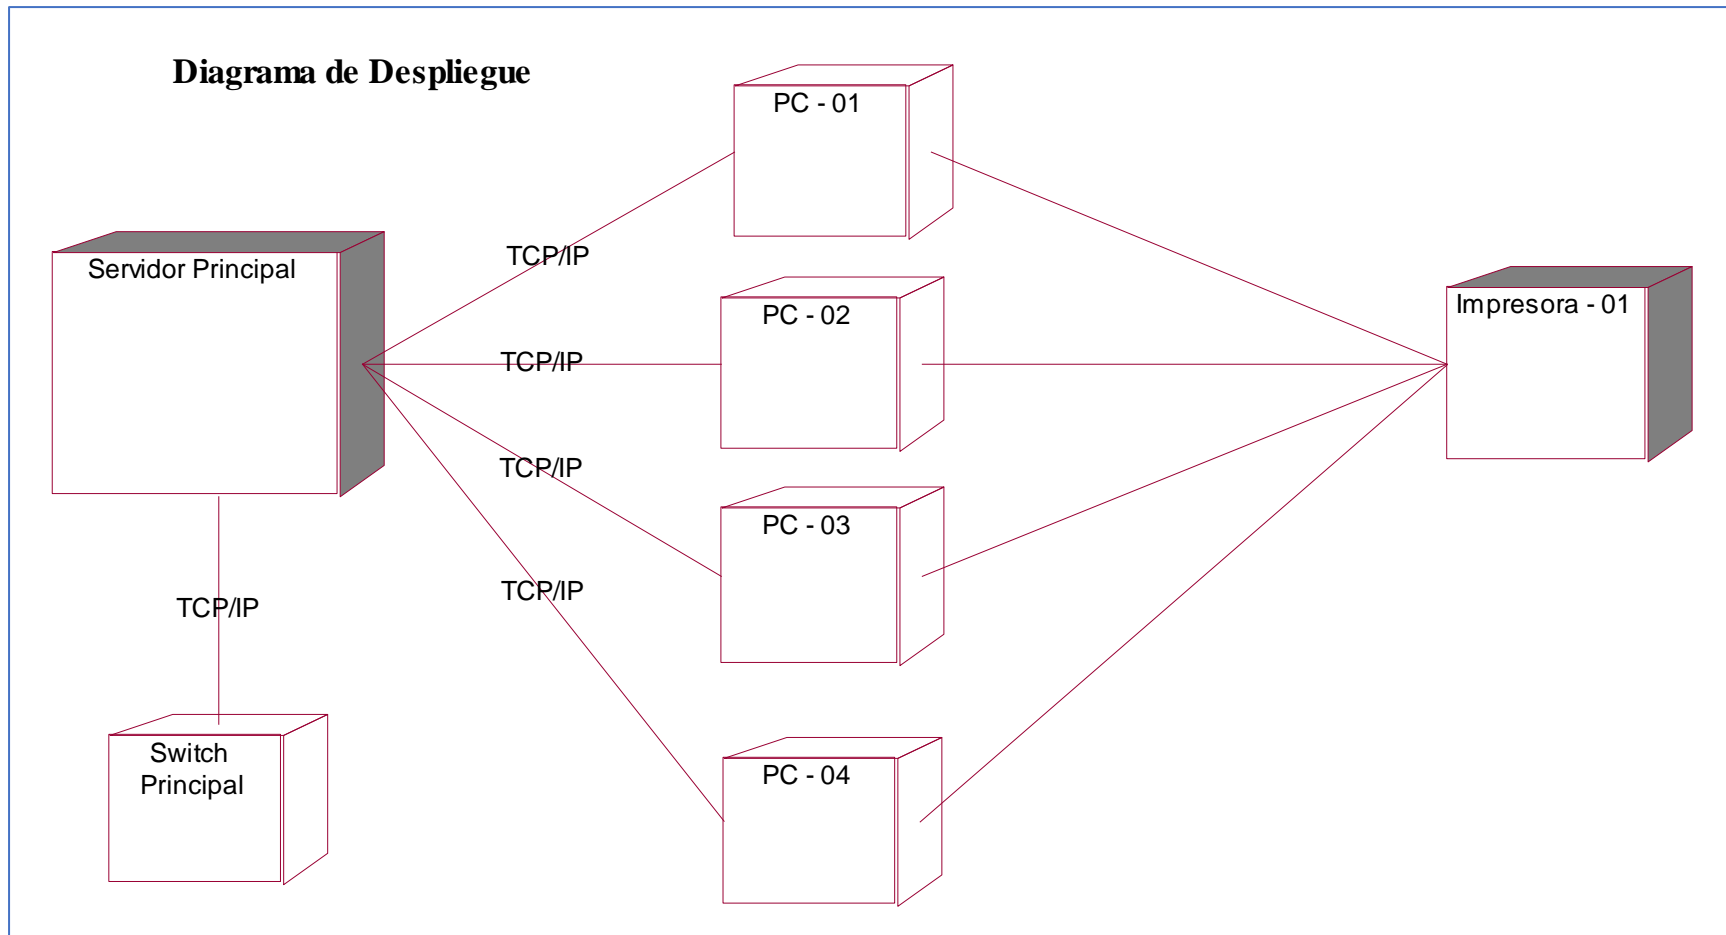 Diagrama de Despliegue
PC - 01
Servidor Principal
TCP/IP
PC - 02
Impresora - 01
TCP/IP
TCP/IP
PC - 03
TCP/IP
TCP/IP
Switch
Principal
PC - 04